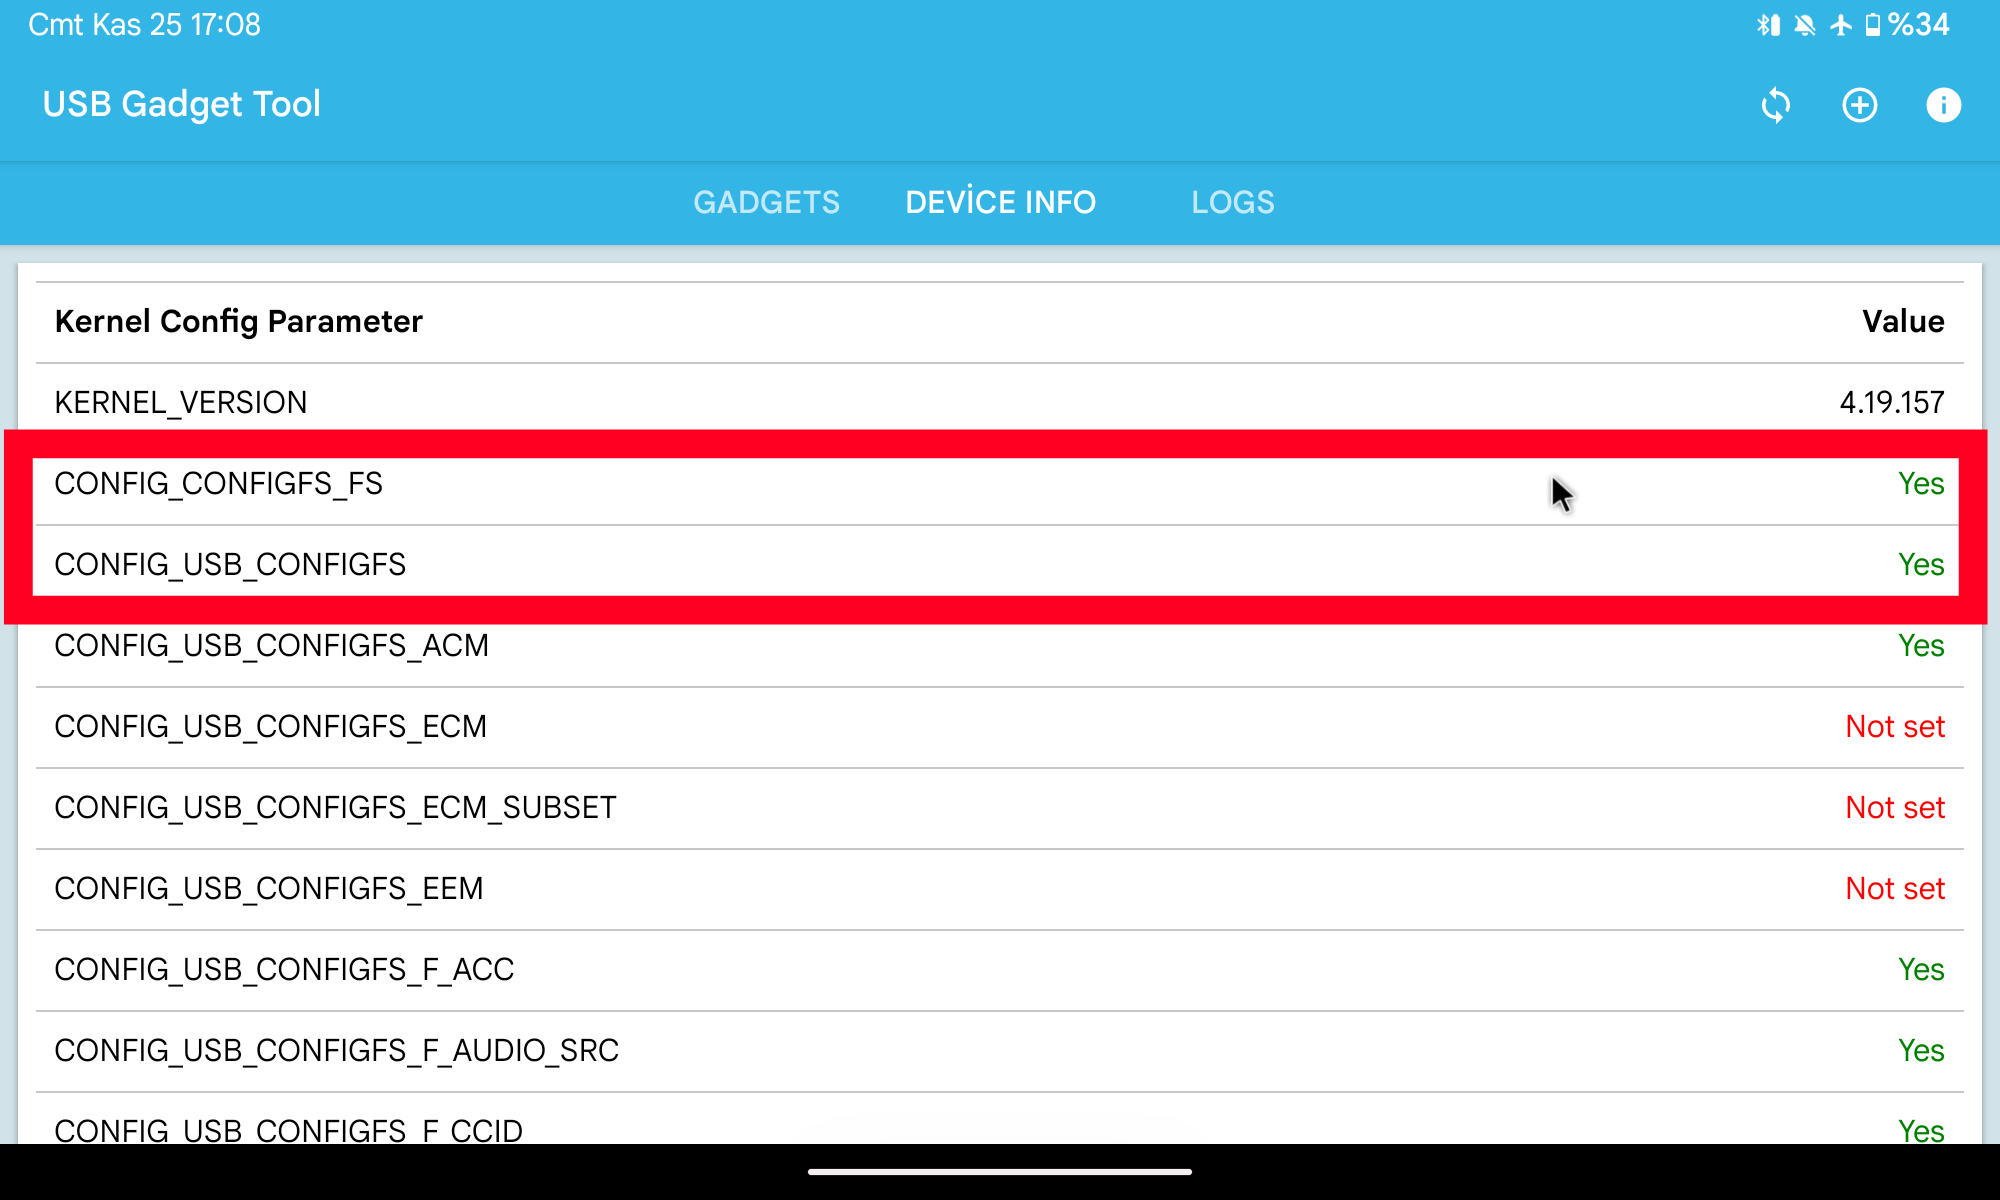 Cmt Kas 25 17:08 %34
USB Gadget Tool
GADGETS DEVİCE INFO LOGS
Kernel Config Parameter Value
KERNEL_VERSION 4.19.157
CONFIG_CONFIGFS_FS Yes
CONFIG_USB_CONFIGFS Yes
CONFIG_USB_CONFIGFS_ACM Yes
CONFIG_USB_CONFIGFS_ECM Not set
CONFIG_USB_CONFIGFS_ECM_SUBSET Not set
CONFIG_USB_CONFIGFS_EEM Not set
CONFIG_USB_CONFIGFS_F_ACC Yes
CONFIG_USB_CONFIGFS_F_AUDIO_SRC Yes
CONFIG_USB_CONFIGFS_F_CCID Yes